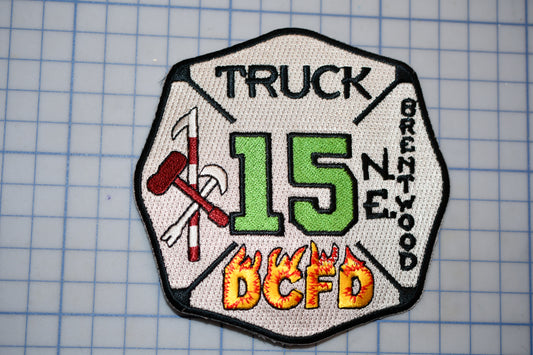 TRUCK
15
N.E.
BRENTWOOD
DCFD